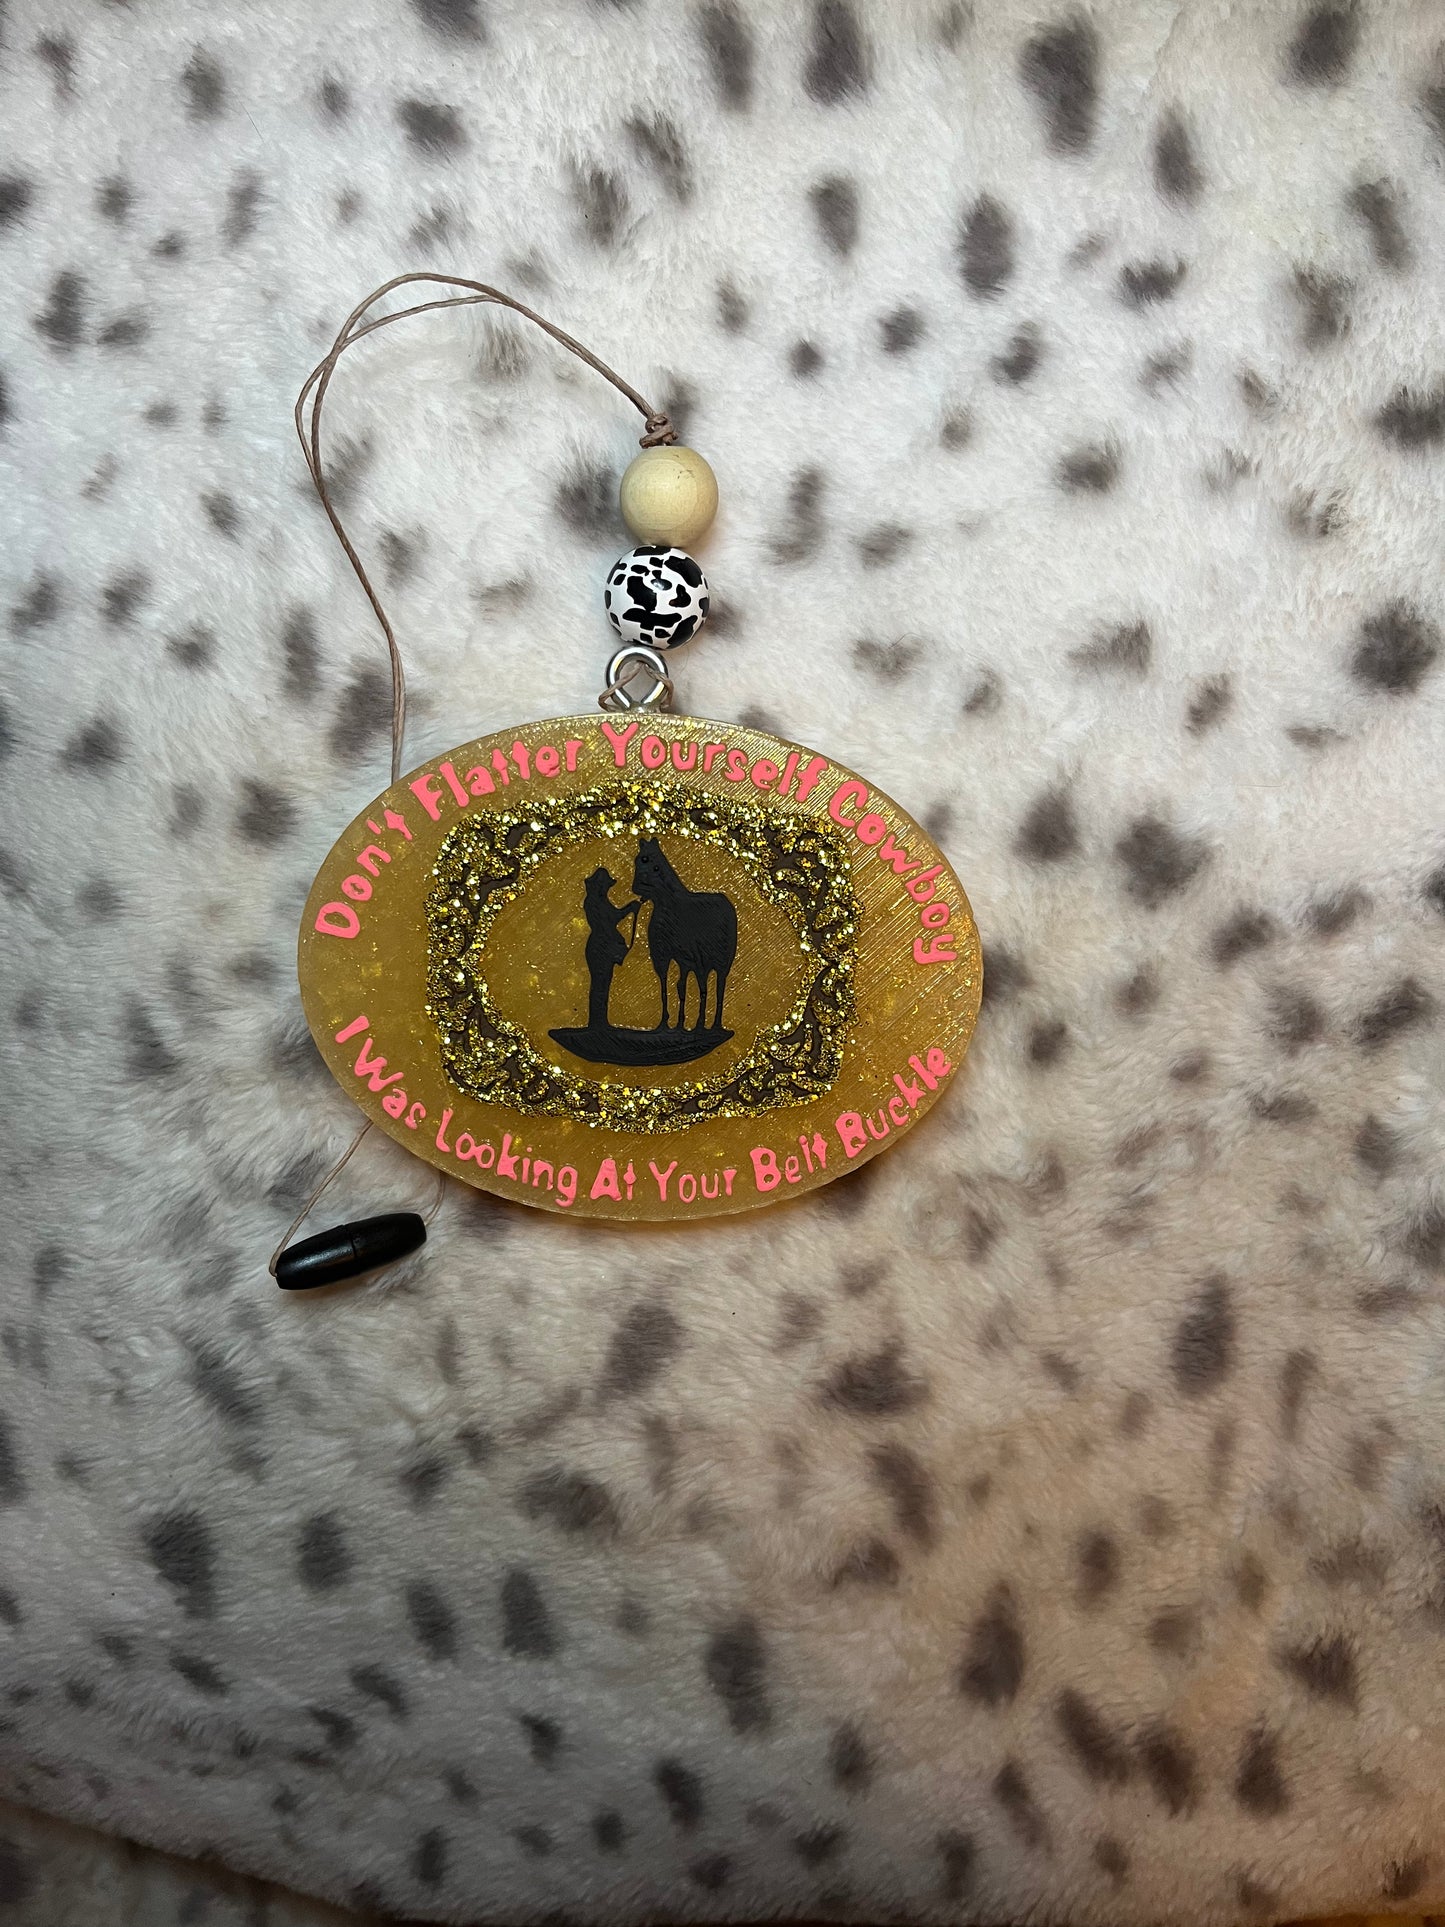 Don't Flatter Yourself Cowboy
I Was Looking At Your Belt Buckle